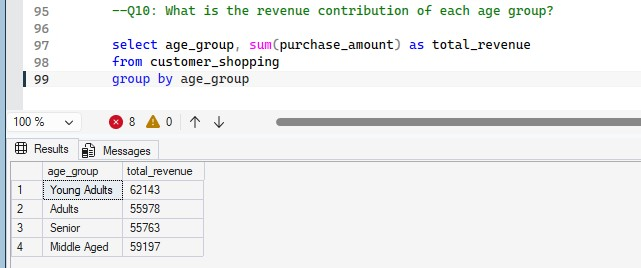 95 --Q10: What is the revenue contribution of each age group?
96
97 select age_group, sum(purchase_amount) as total_revenue
98 from customer_shopping
99 group by age_group
100 % 8 0
Results Messages
age_group total_revenue
1 Young Adults 62143
2 Adults 55978
3 Senior 55763
4 Middle Aged 59197